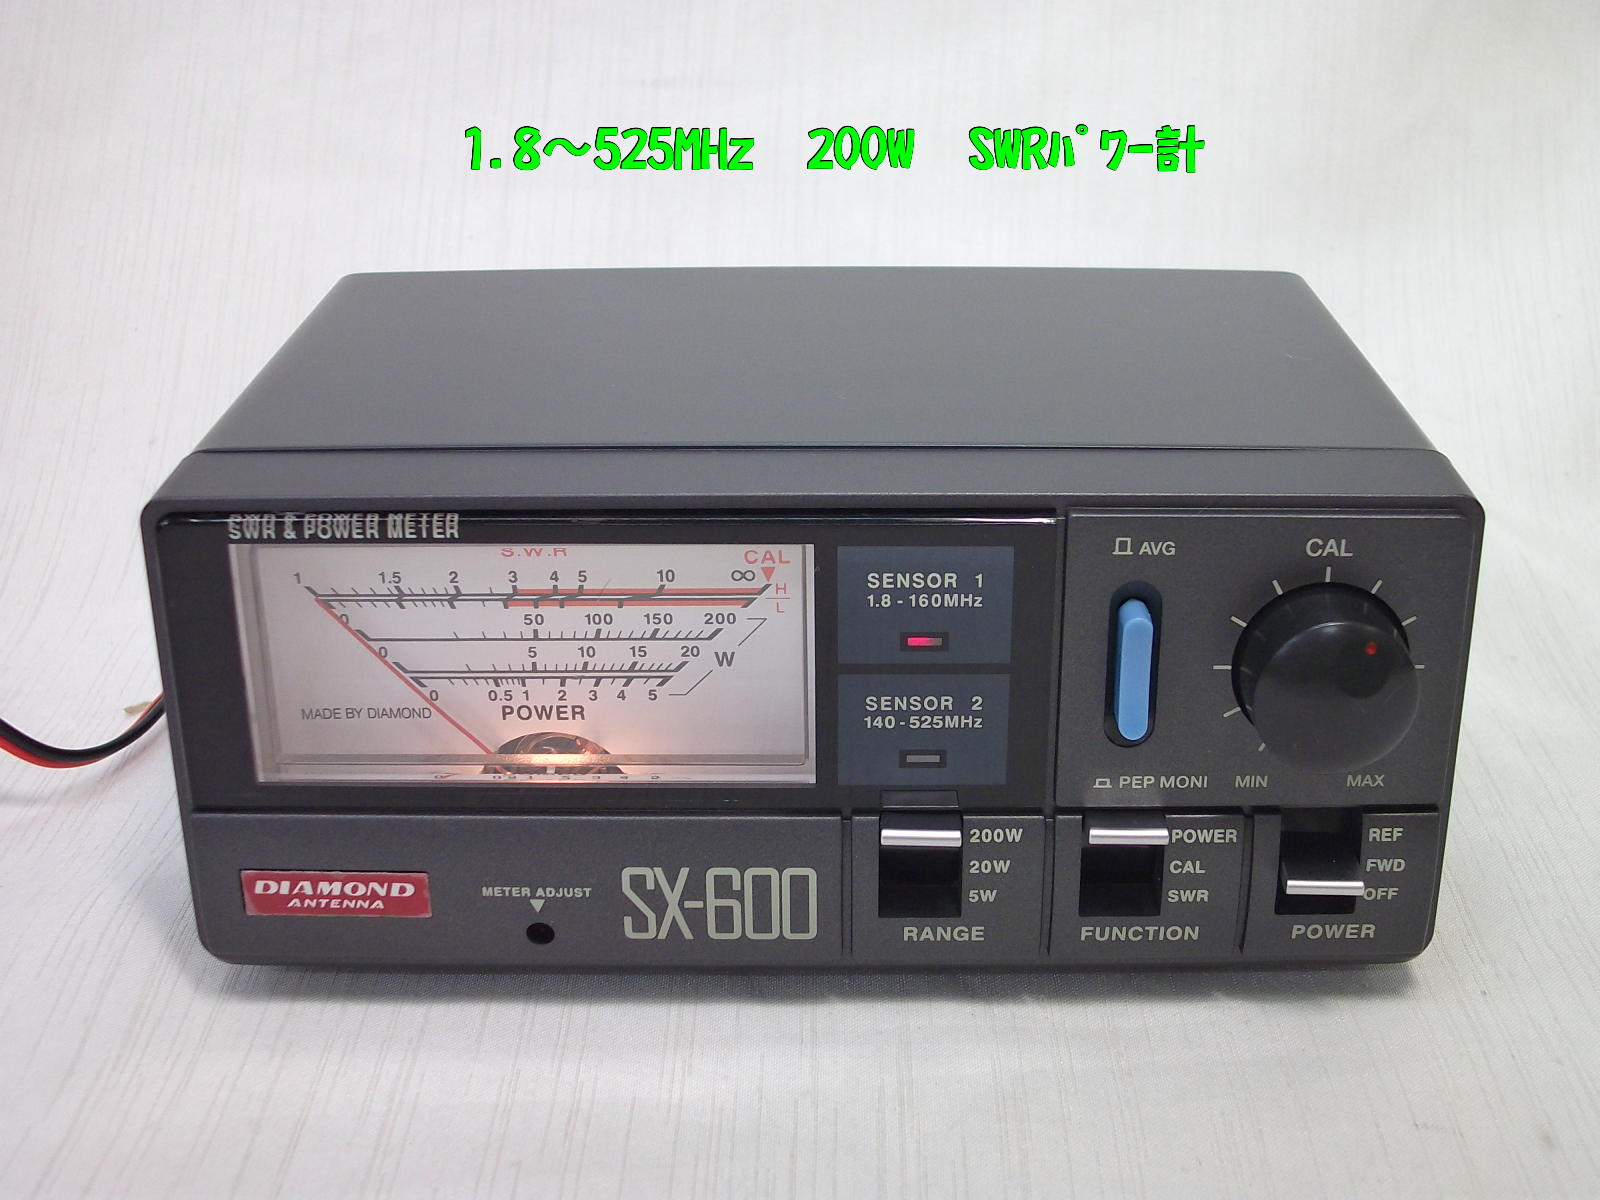 1.8～525MHz　200W　SWRﾊﾟﾜｰ計
SWR & POWER METER
S.W.R
CAL
1 1.5 2 3 4 5 10 ∞
H
L
0 50 100 150 200
0 5 10 15 20
W
0 0.5 1 2 3 4 5
MADE BY DIAMOND
POWER
SENSOR 1
1.8 - 160MHz
SENSOR 2
140 - 525MHz
AVG
PEP MONI
CAL
MIN
MAX
DIAMOND
ANTENNA
METER ADJUST
SX-600
200W
20W
5W
RANGE
POWER
CAL
SWR
FUNCTION
REF
FWD
OFF
POWER